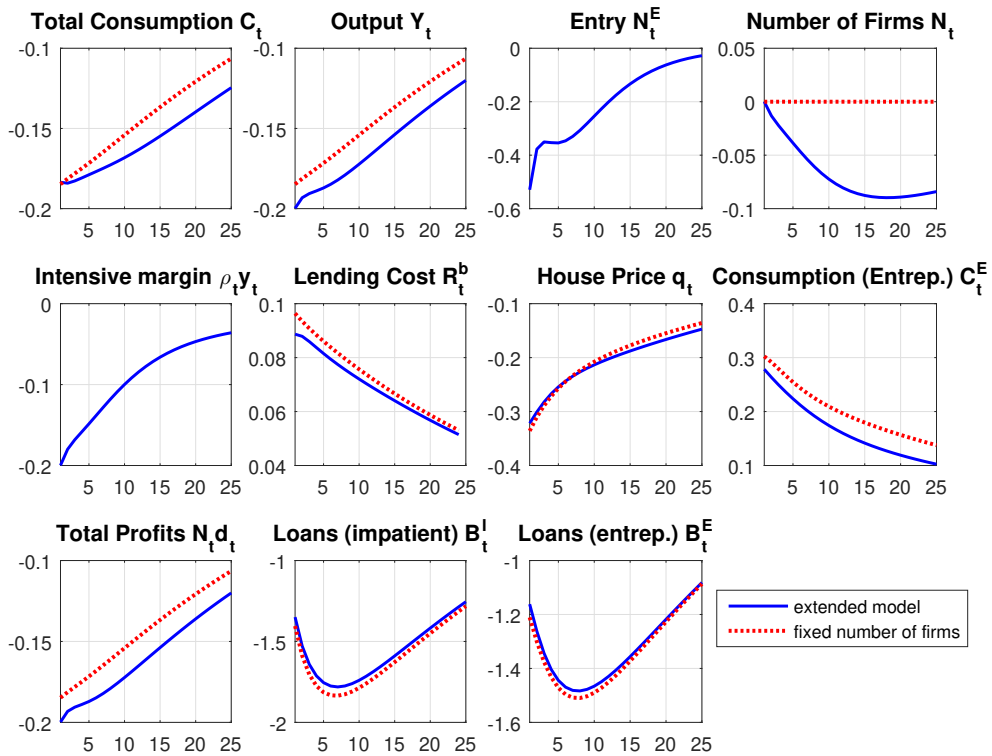 Total Consumption C_t
-0.1
-0.15
-0.2
5 10 15 20 25
Output Y_t
-0.1
-0.15
-0.2
5 10 15 20 25
Entry N_t^E
0
-0.2
-0.4
-0.6
5 10 15 20 25
Number of Firms N_t
0.05
0
-0.05
-0.1
5 10 15 20 25
Intensive margin ρ_t y_t
0
-0.1
-0.2
5 10 15 20 25
Lending Cost R_t^b
0.1
0.08
0.06
0.04
5 10 15 20 25
House Price q_t
-0.1
-0.2
-0.3
-0.4
5 10 15 20 25
Consumption (Entrep.) C_t^E
0.4
0.3
0.2
0.1
5 10 15 20 25
Total Profits N_t d_t
-0.1
-0.15
-0.2
5 10 15 20 25
Loans (impatient) B_t^I
-1
-1.5
-2
5 10 15 20 25
Loans (entrep.) B_t^E
-1
-1.2
-1.4
-1.6
5 10 15 20 25
extended model
fixed number of firms